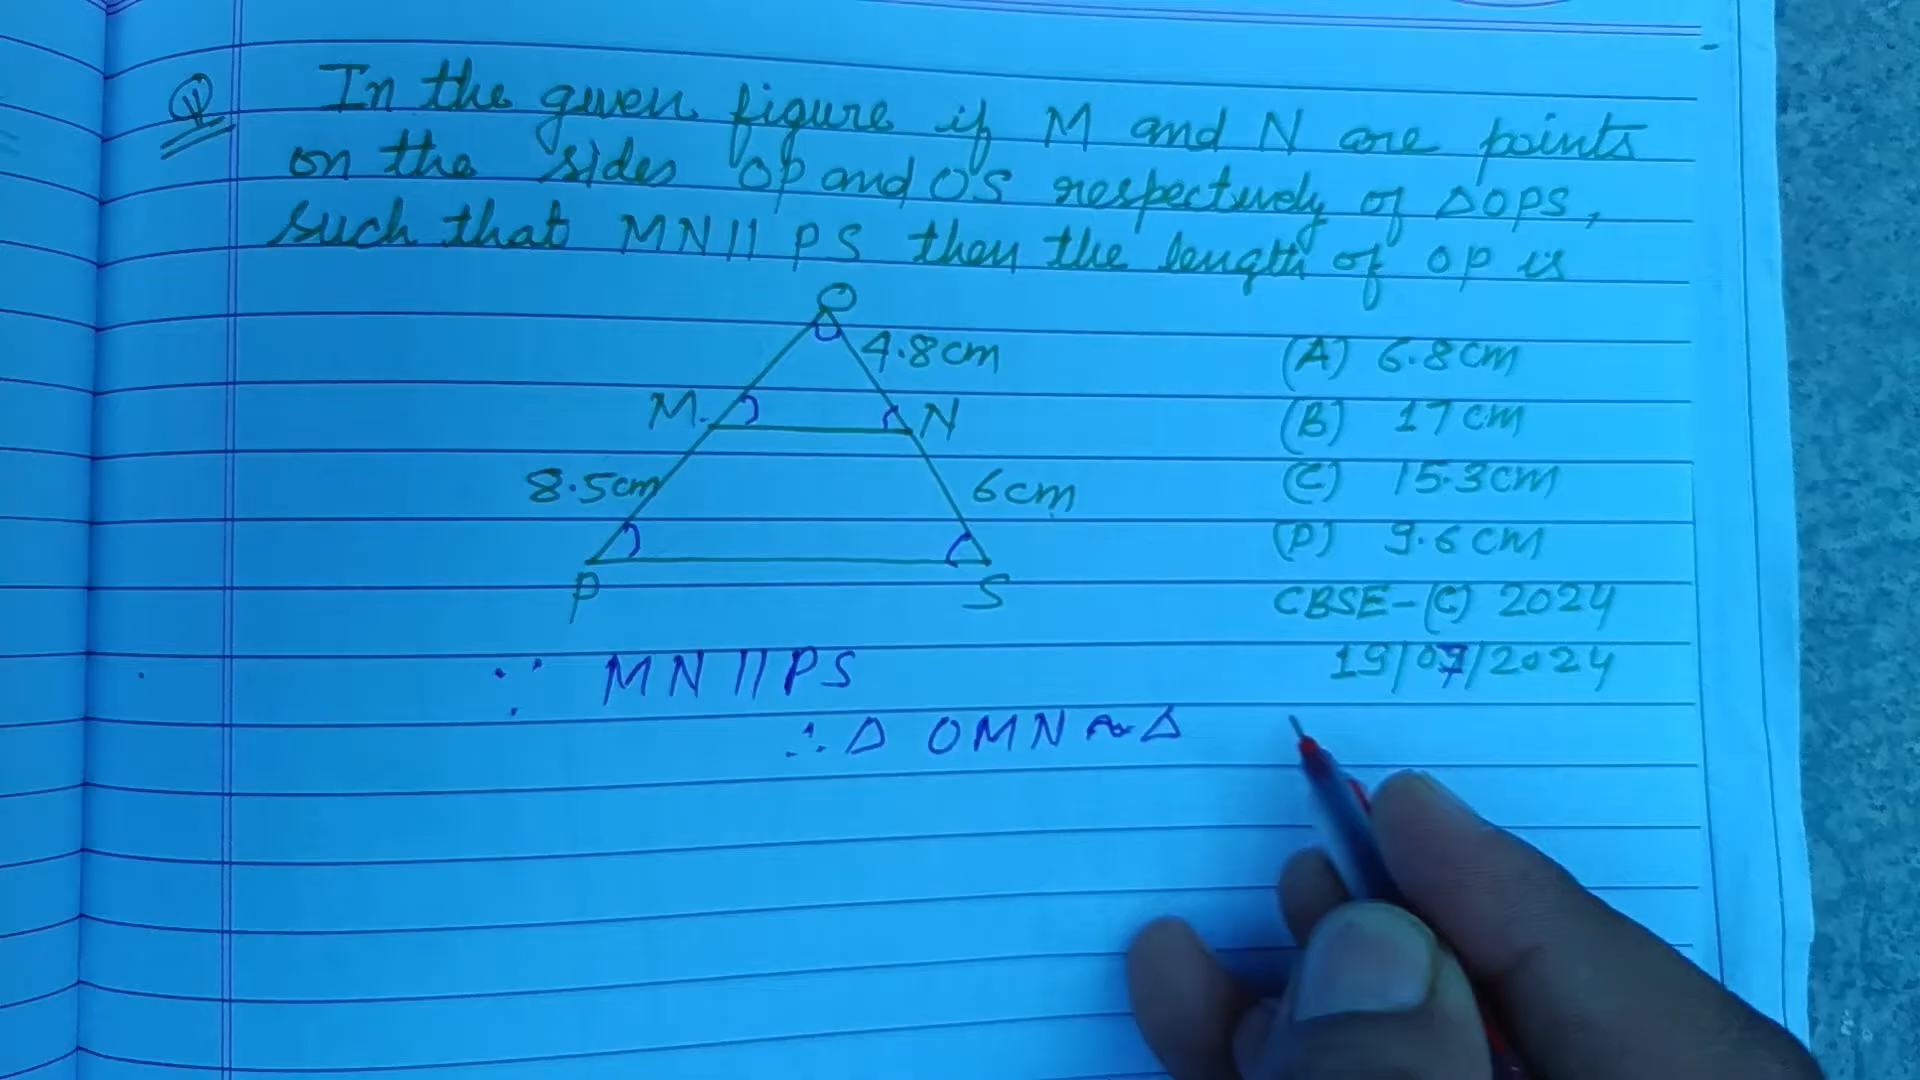 Q In the given figure if M and N are points
on the sides OP and OS respectively of △OPS,
such that MN || PS then the length of OP is
O
4.8cm
M
N
8.5cm
6cm
P
S
(A) 6.8cm
(B) 17cm
(C) 15.3cm
(D) 9.6cm
CBSE-(C) 2024
19/07/2024
∵ MN || PS
∴ △ OMN ~ △